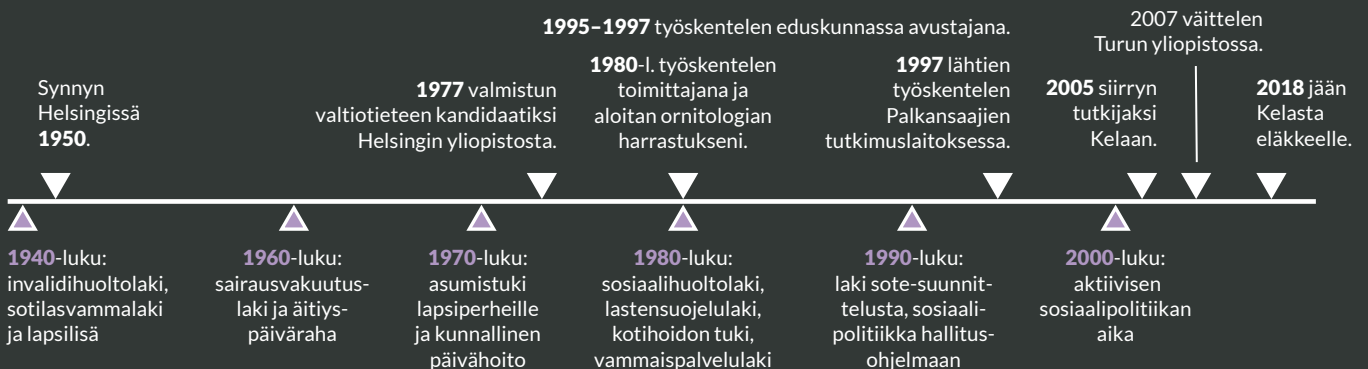 Synnyn
Helsingissä
1950.
1977 valmistun
valtiotieteen kandidaatiksi
Helsingin yliopistosta.
1995–1997 työskentelen eduskunnassa avustajana.
1980-l. työskentelen
toimittajana ja
aloitan ornitologian
harrastukseni.
1997 lähtien
työskentelen
Palkansaajien
tutkimuslaitoksessa.
2005 siirryn
tutkijaksi
Kelaan.
2007 väittelen
Turun yliopistossa.
2018 jään
Kelasta
eläkkeelle.
1940-luku:
invalidihuoltolaki,
sotilasvammalaki
ja lapsilisä
1960-luku:
sairausvakuutus-
laki ja äitiys-
päiväraha
1970-luku:
asumistuki
lapsiperheille
ja kunnallinen
päivähoito
1980-luku:
sosiaalihuoltolaki,
lastensuojelulaki,
kotihoidon tuki,
vammaispalvelulaki
1990-luku:
laki sote-suunnit-
telusta, sosiaali-
politiikka hallitus-
ohjelmaan
2000-luku:
aktiivisen
sosiaalipolitiikan
aika